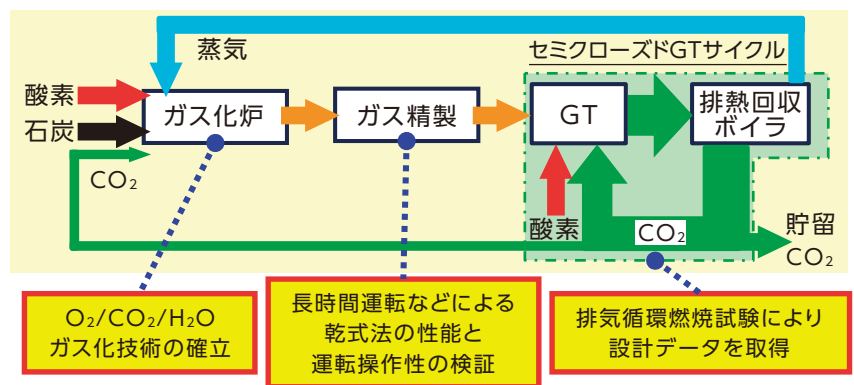 蒸気
セミクローズドGTサイクル
酸素
石炭
CO₂
ガス化炉
ガス精製
GT
排熱回収
ボイラ
酸素
CO₂
貯留
CO₂
O₂/CO₂/H₂O
ガス化技術の確立
長時間運転などによる
乾式法の性能と
運転操作性の検証
排気循環燃焼試験により
設計データを取得